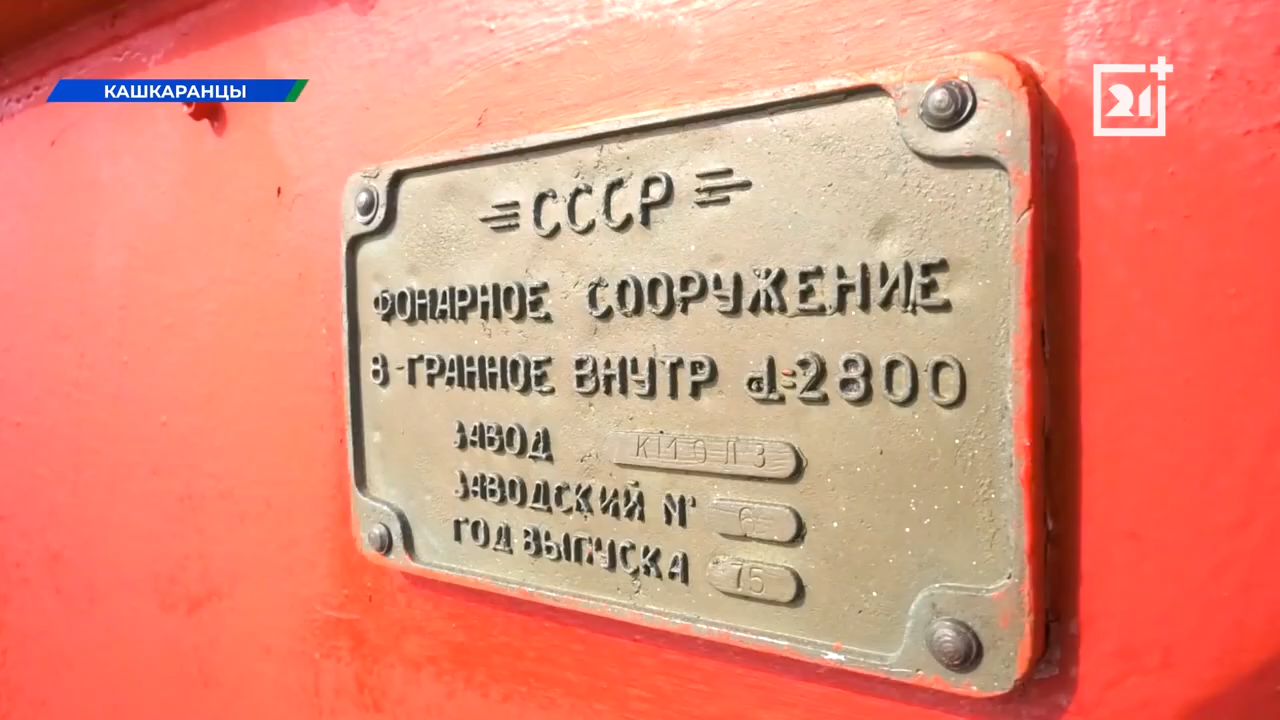 КАШКАРАНЦЫ
21+
СССР
ФОНАРНОЕ СООРУЖЕНИЕ
8-ГРАННОЕ ВНУТР d=2800
ЗАВОД
ЗАВОДСКИЙ № 6
ГОД ВЫПУСКА 75